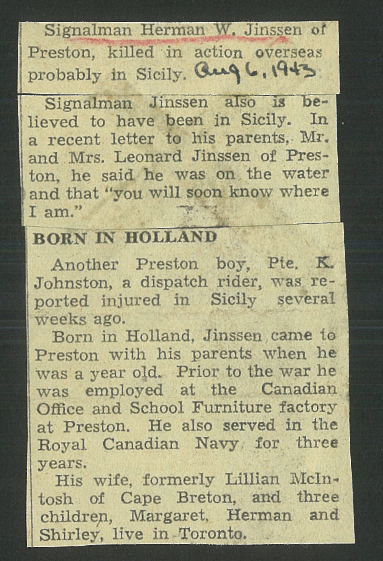 Signalman Herman W. Jinssen of
Preston, killed in action overseas
probably in Sicily. Aug 6, 1943
Signalman Jinssen also is be-
lieved to have been in Sicily. In
a recent letter to his parents, Mr.
and Mrs. Leonard Jinssen of Pres-
ton, he said he was on the water
and that "you will soon know where
I am."
BORN IN HOLLAND
Another Preston boy, Pte. K.
Johnston, a dispatch rider, was re-
ported injured in Sicily several
weeks ago.
Born in Holland, Jinssen came to
Preston with his parents when he
was a year old. Prior to the war he
was employed at the Canadian
Office and School Furniture factory
at Preston. He also served in the
Royal Canadian Navy for three
years.
His wife, formerly Lillian McIn-
tosh of Cape Breton, and three
children, Margaret, Herman and
Shirley, live in Toronto.